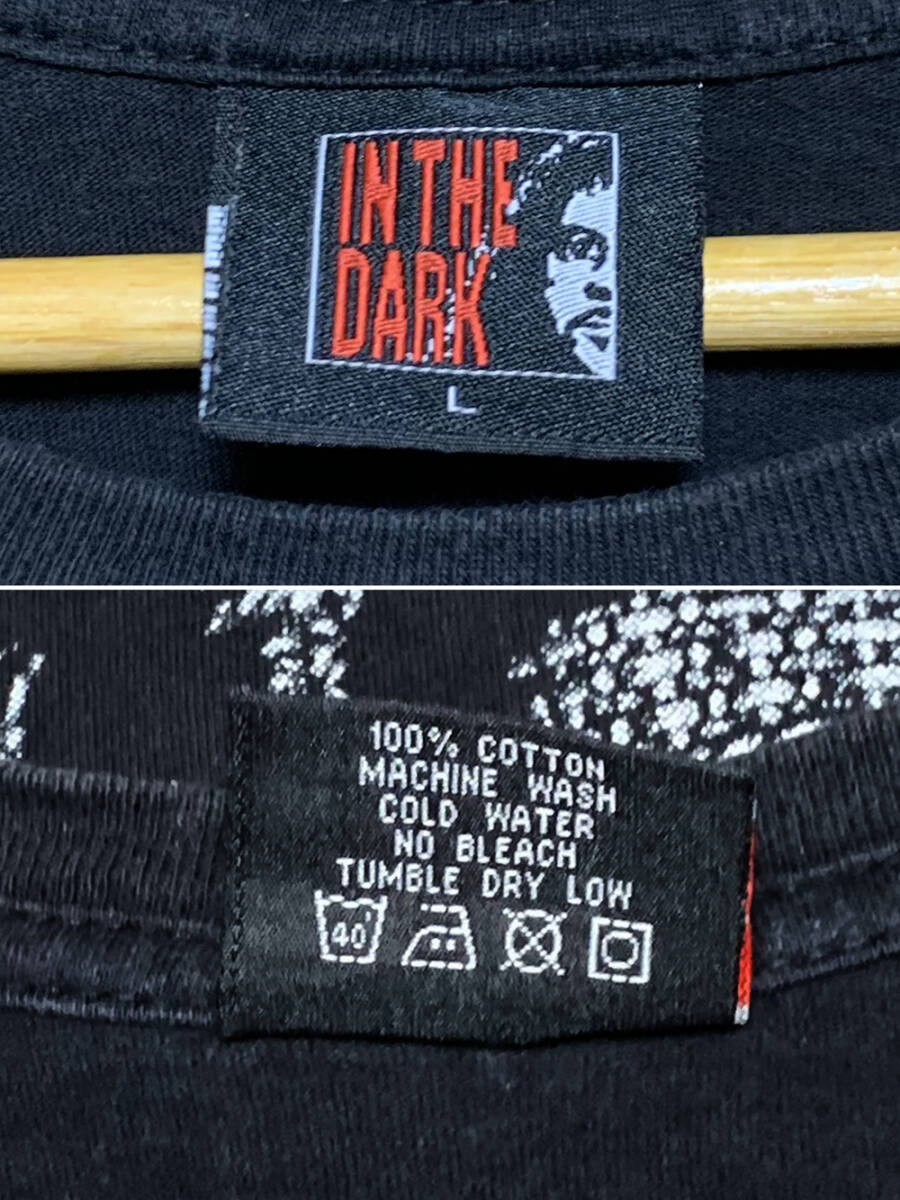 IN THE
DARK
L
100% COTTON
MACHINE WASH
COLD WATER
NO BLEACH
TUMBLE DRY LOW
40°